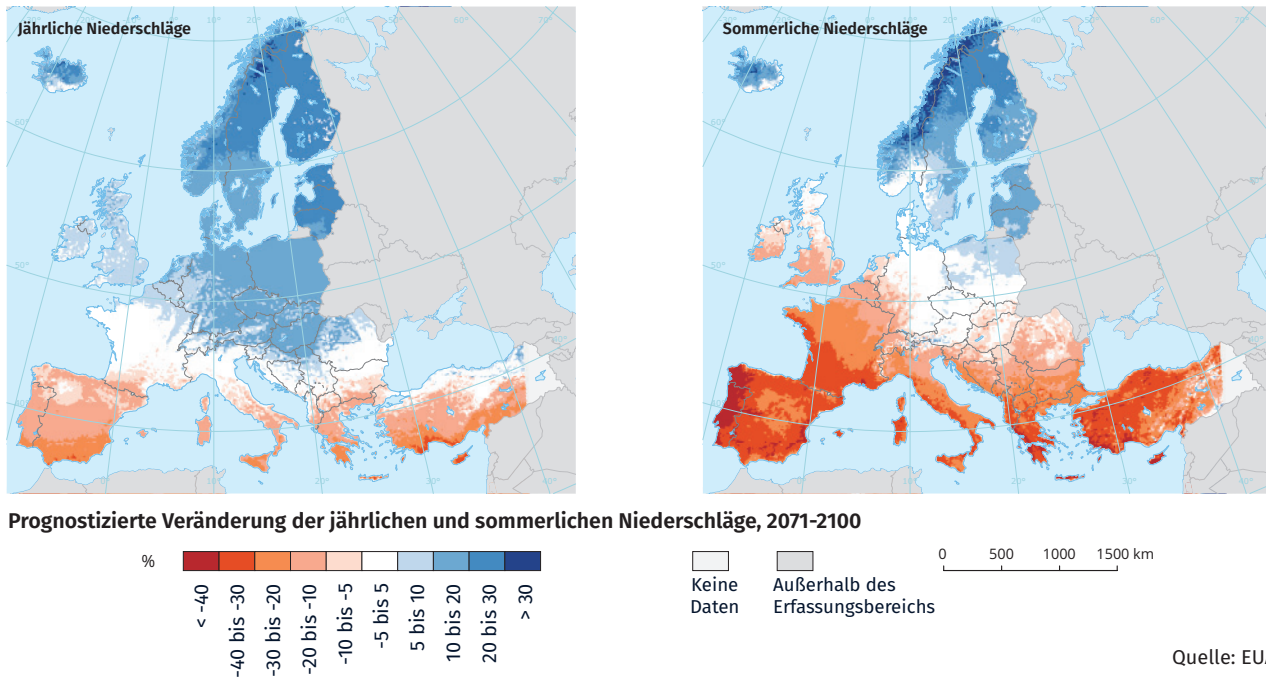 Jährliche Niederschläge
Sommerliche Niederschläge
Prognostizierte Veränderung der jährlichen und sommerlichen Niederschläge, 2071-2100
%
< -40
-40 bis -30
-30 bis -20
-20 bis -10
-10 bis -5
-5 bis 5
5 bis 10
10 bis 20
20 bis 30
> 30
Keine
Daten
Außerhalb des
Erfassungsbereichs
0 500 1000 1500 km
Quelle: EUA